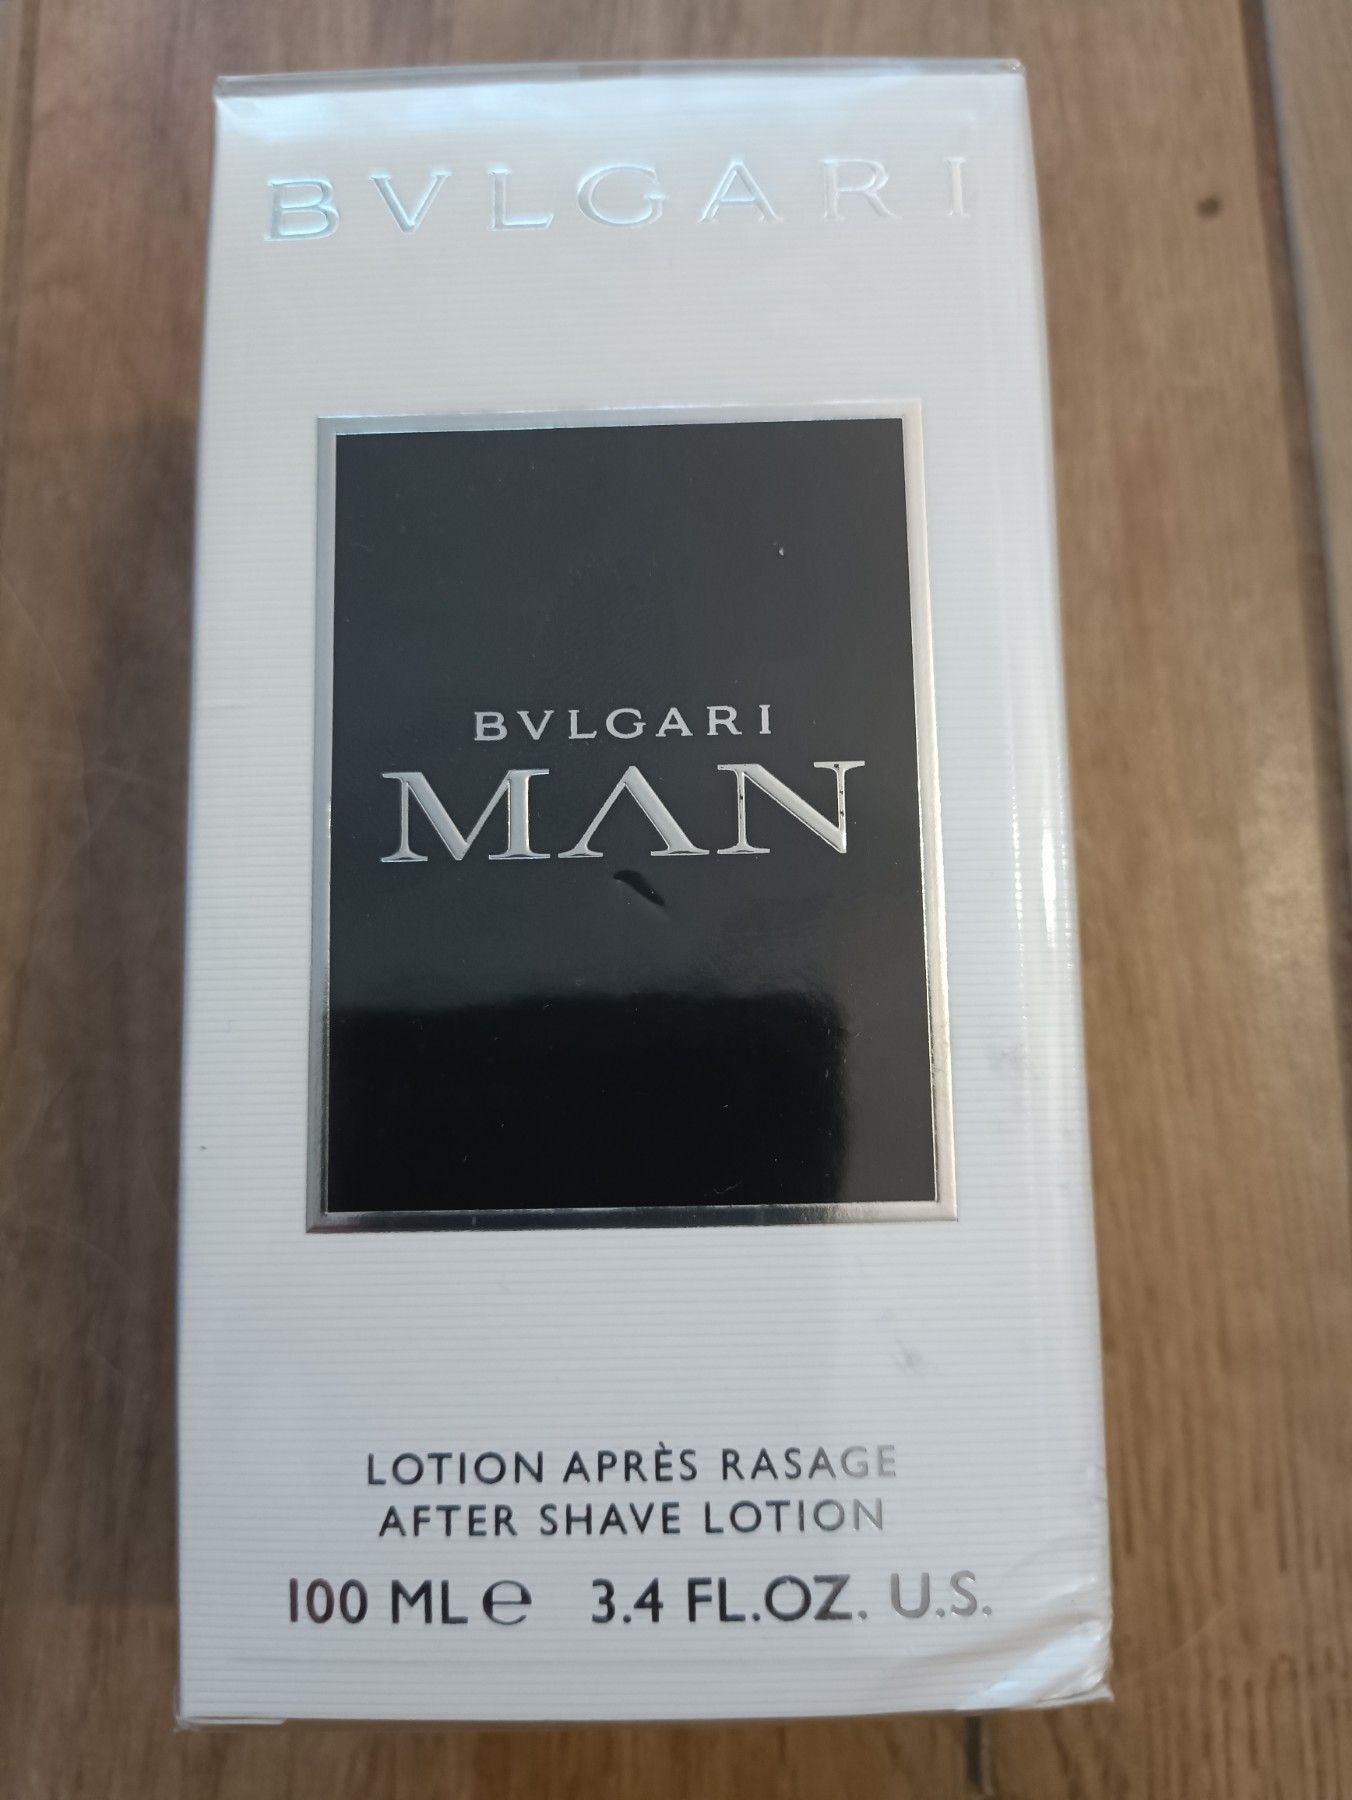 BVLGARI
BVLGARI
MAN
LOTION APRÈS RASAGE
AFTER SHAVE LOTION
100 ML ℮ 3.4 FL.OZ. U.S.